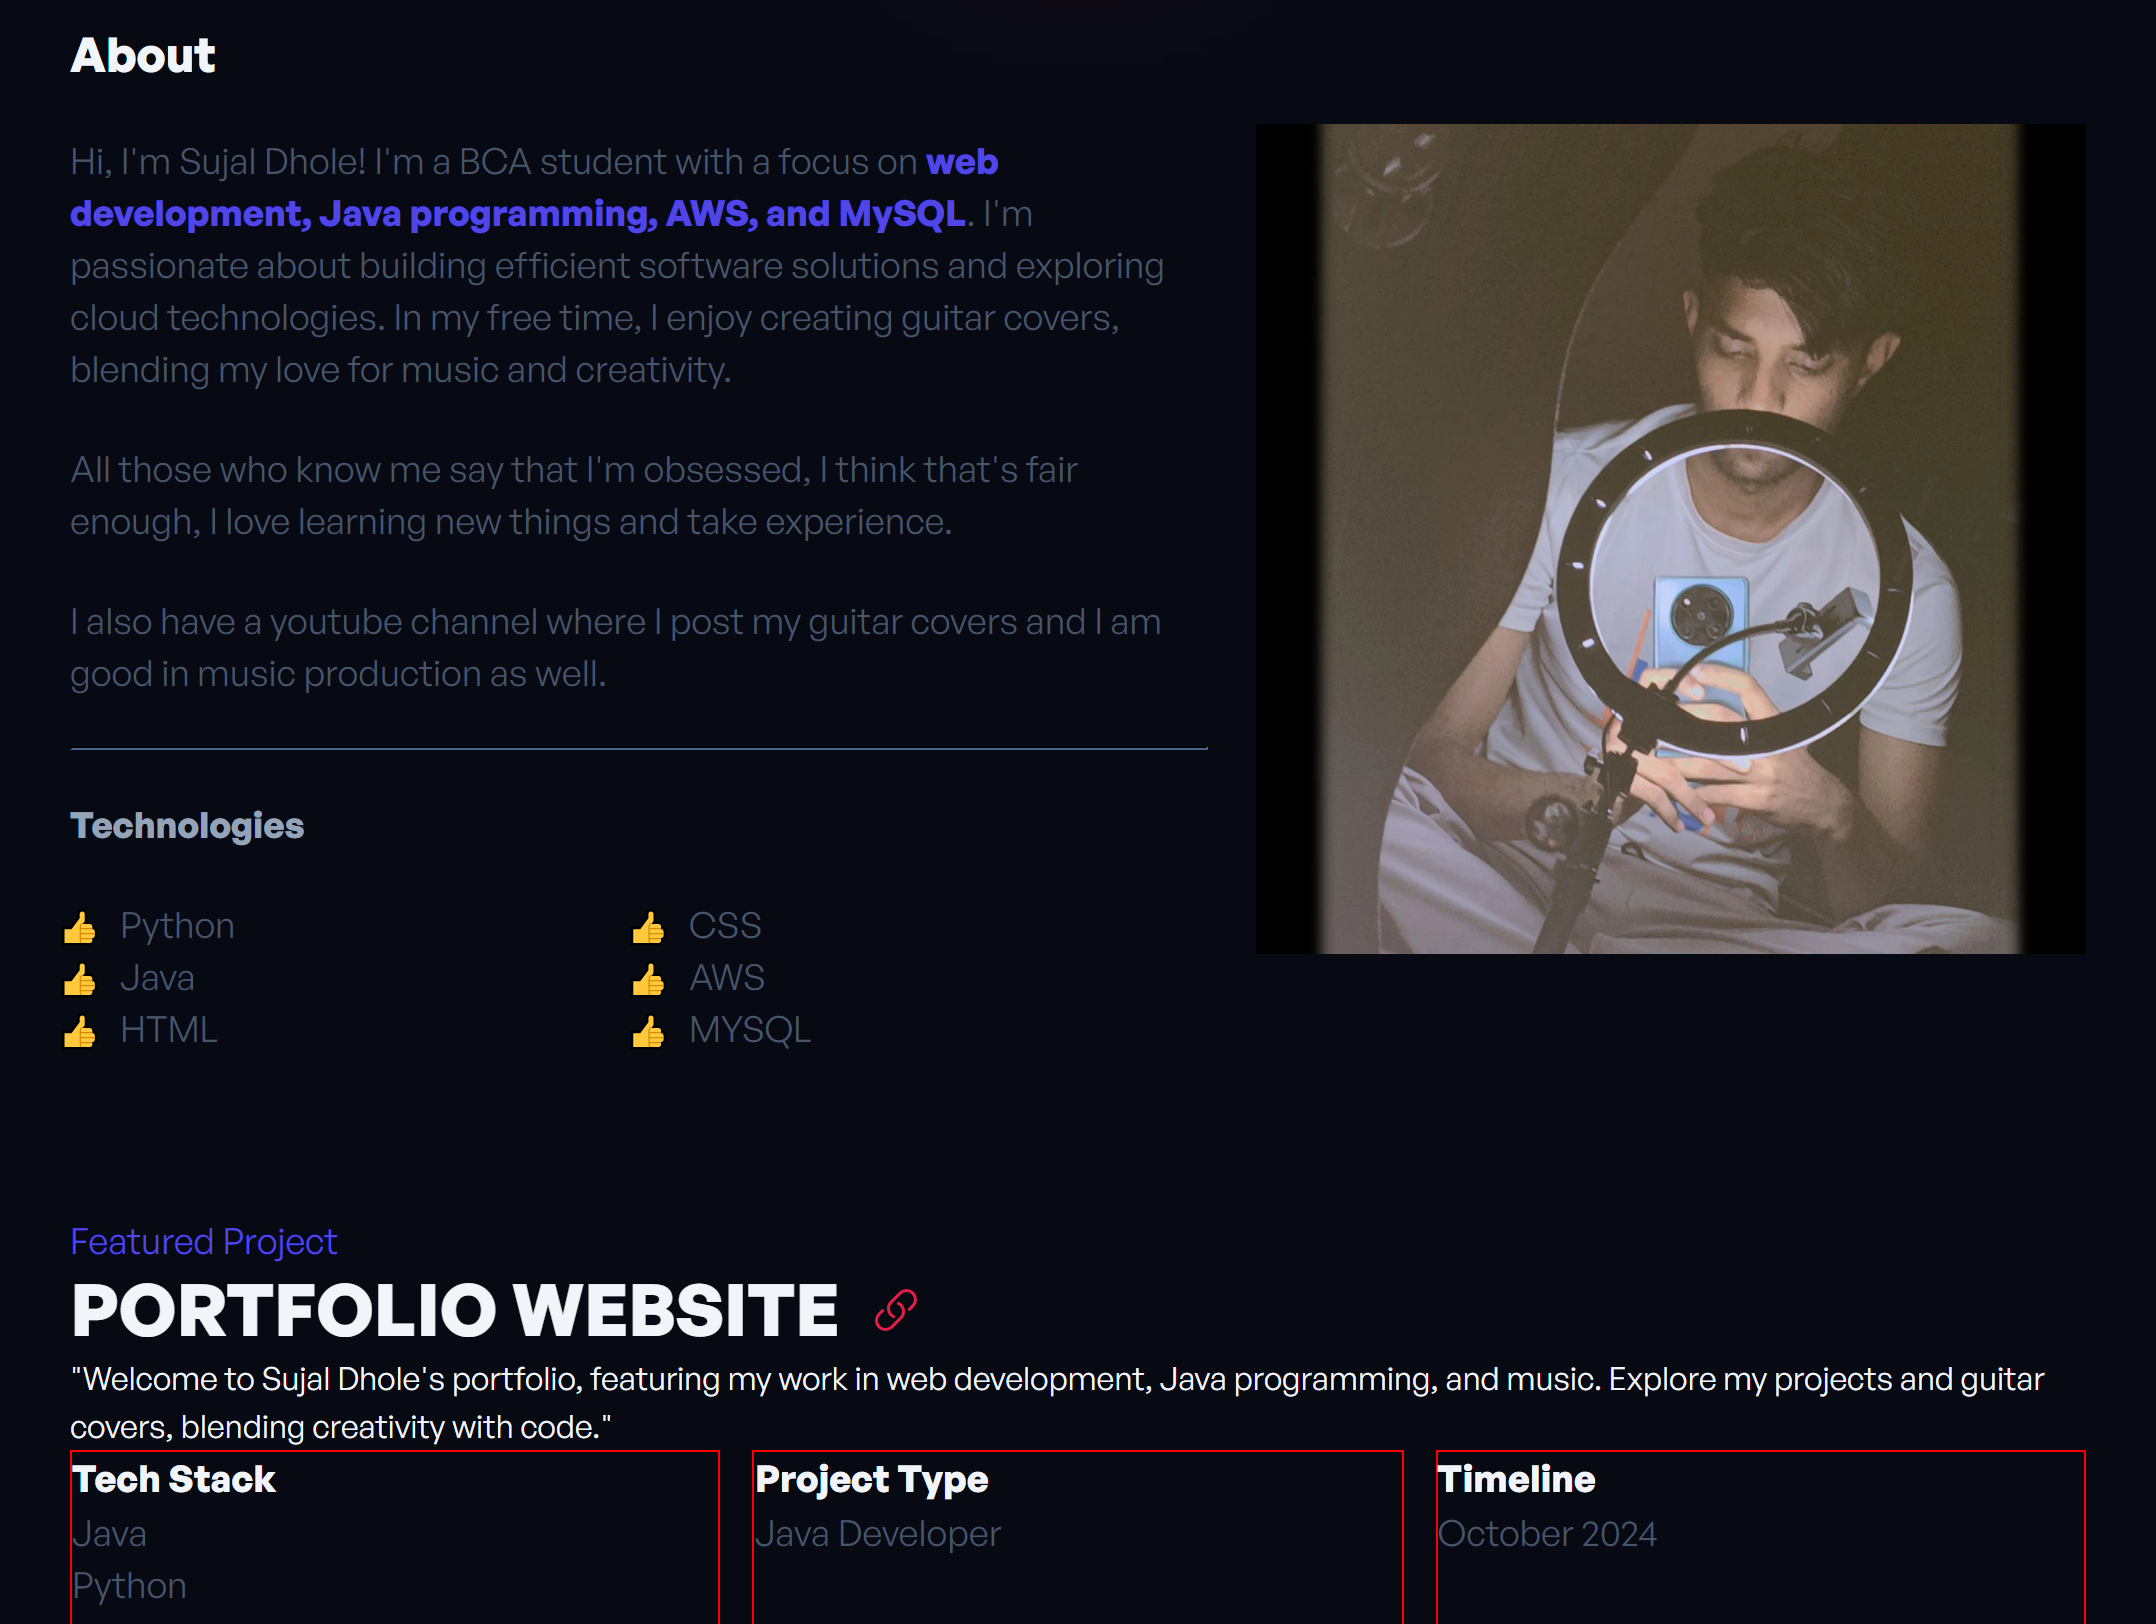 About
Hi, I'm Sujal Dhole! I'm a BCA student with a focus on web
development, Java programming, AWS, and MySQL. I'm
passionate about building efficient software solutions and exploring
cloud technologies. In my free time, I enjoy creating guitar covers,
blending my love for music and creativity.
All those who know me say that I'm obsessed, I think that's fair
enough, I love learning new things and take experience.
I also have a youtube channel where I post my guitar covers and I am
good in music production as well.
Technologies
👍 Python
👍 Java
👍 HTML
👍 CSS
👍 AWS
👍 MYSQL
Featured Project
PORTFOLIO WEBSITE
"Welcome to Sujal Dhole's portfolio, featuring my work in web development, Java programming, and music. Explore my projects and guitar
covers, blending creativity with code."
Tech Stack
Java
Python
Project Type
Java Developer
Timeline
October 2024